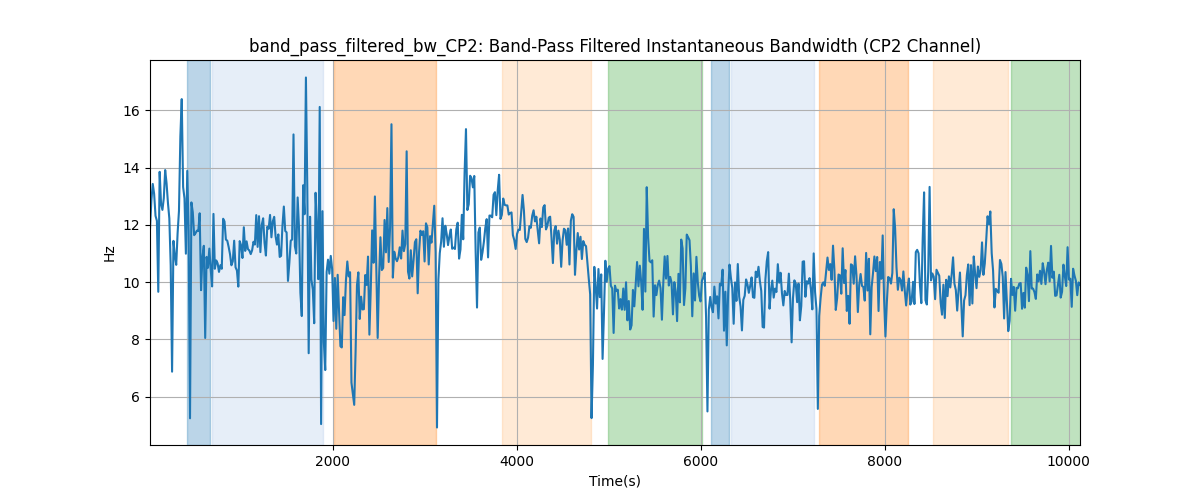 band_pass_filtered_bw_CP2: Band-Pass Filtered Instantaneous Bandwidth (CP2 Channel)
16
14
12
10
8
6
Hz
2000 4000 6000 8000 10000
Time(s)